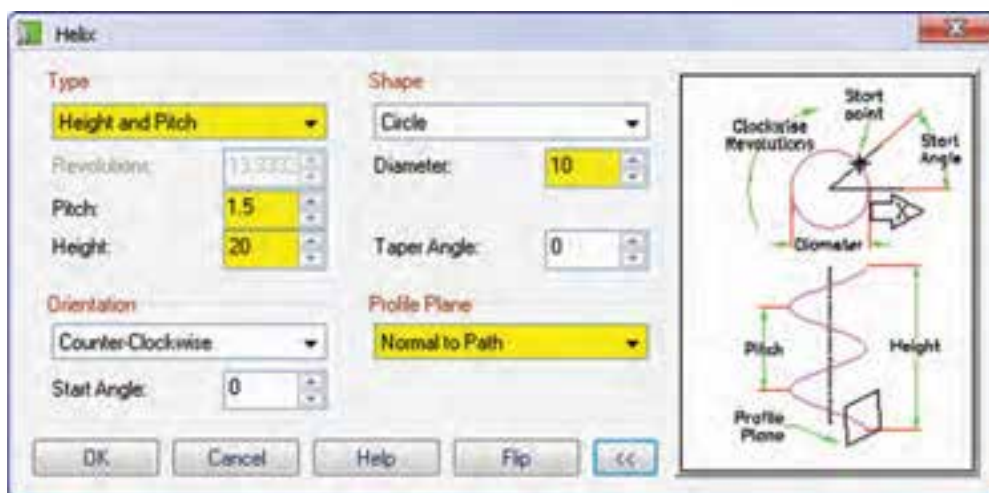 Helix
Type
Height and Pitch
Revolutions:
13.333
Pitch:
1.5
Height:
20
Orientation
Counter-Clockwise
Start Angle:
0
Shape
Circle
Diameter:
10
Taper Angle:
0
Profile Plane
Normal to Path
OK
Cancel
Help
Flip
<<
Start
point
Clockwise
Revolutions
Start
Angle
X
Diameter
Pitch
Height
Profile
Plane